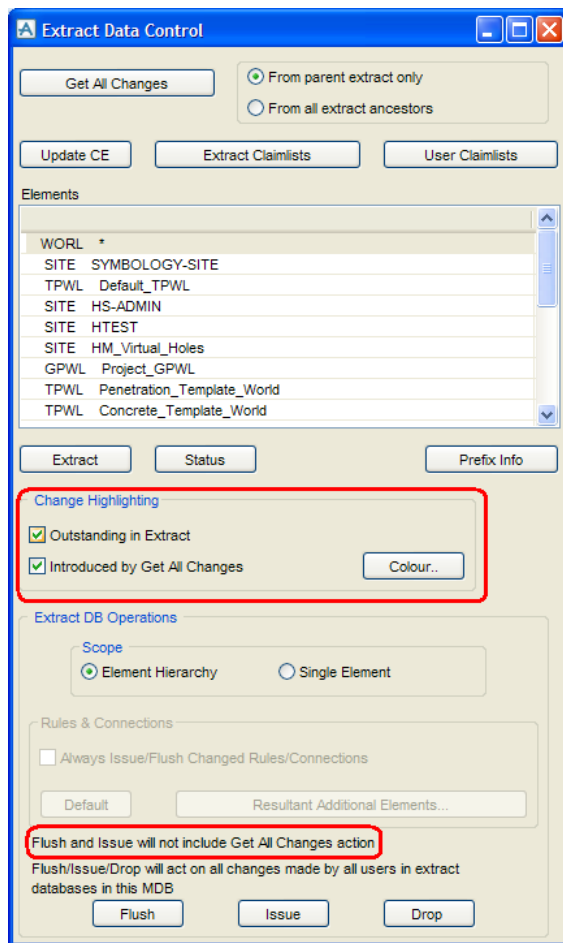 Extract Data Control
Get All Changes
From parent extract only
From all extract ancestors
Update CE
Extract Claimlists
User Claimlists
Elements
WORL *
SITE SYMBOLOGY-SITE
TPWL Default_TPWL
SITE HS-ADMIN
SITE HTEST
SITE HM_Virtual_Holes
GPWL Project_GPWL
TPWL Penetration_Template_World
TPWL Concrete_Template_World
Extract
Status
Prefix Info
Change Highlighting
Outstanding in Extract
Introduced by Get All Changes
Colour..
Extract DB Operations
Scope
Element Hierarchy
Single Element
Rules & Connections
Always Issue/Flush Changed Rules/Connections
Default
Resultant Additional Elements...
Flush and Issue will not include Get All Changes action
Flush/Issue/Drop will act on all changes made by all users in extract
databases in this MDB
Flush
Issue
Drop